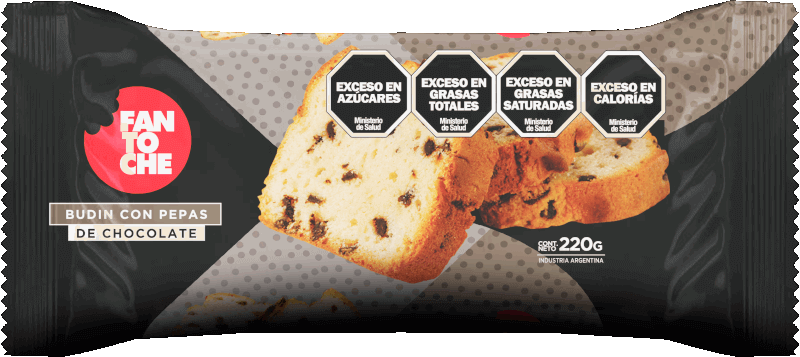 FAN
TO
CHE
BUDIN CON PEPAS
DE CHOCOLATE
EXCESO EN
AZÚCARES
Ministerio
de Salud
EXCESO EN
GRASAS
TOTALES
Ministerio
de Salud
EXCESO EN
GRASAS
SATURADAS
Ministerio
de Salud
EXCESO EN
CALORÍAS
Ministerio
de Salud
CONT.
NETO 220G
INDUSTRIA ARGENTINA